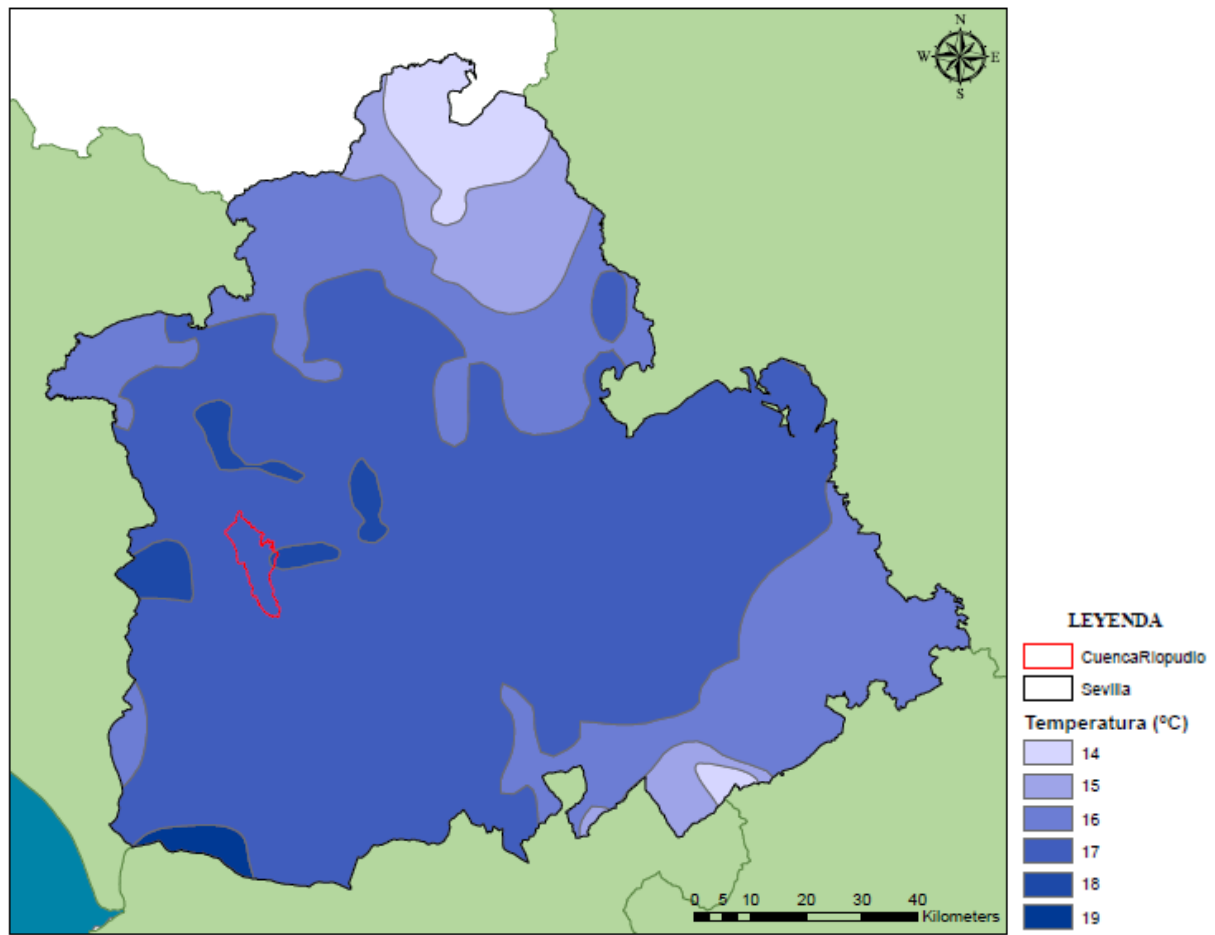 N
W E
S
LEYENDA
CuencaRiopudio
Sevilla
Temperatura (ºC)
14
15
16
17
18
19
0 5 10 20 30 40
Kilometers